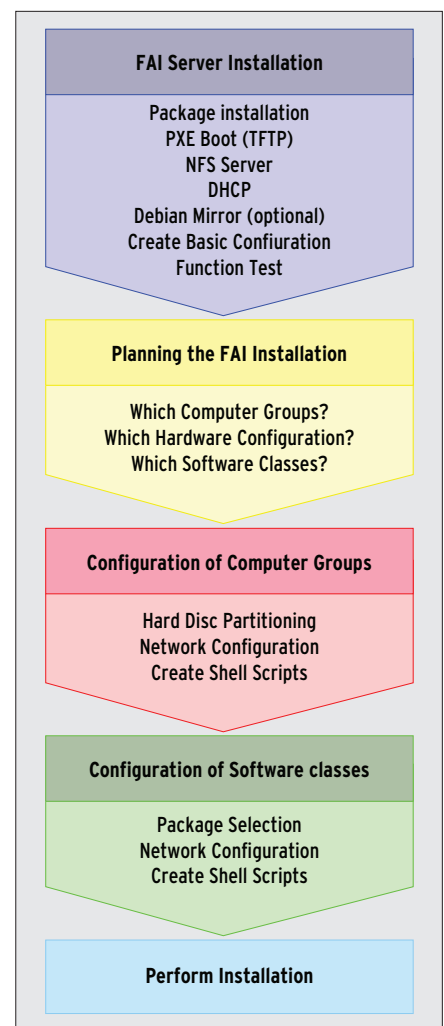 FAI Server Installation
Package installation
PXE Boot (TFTP)
NFS Server
DHCP
Debian Mirror (optional)
Create Basic Confiuration
Function Test
Planning the FAI Installation
Which Computer Groups?
Which Hardware Configuration?
Which Software Classes?
Configuration of Computer Groups
Hard Disc Partitioning
Network Configuration
Create Shell Scripts
Configuration of Software classes
Package Selection
Network Configuration
Create Shell Scripts
Perform Installation